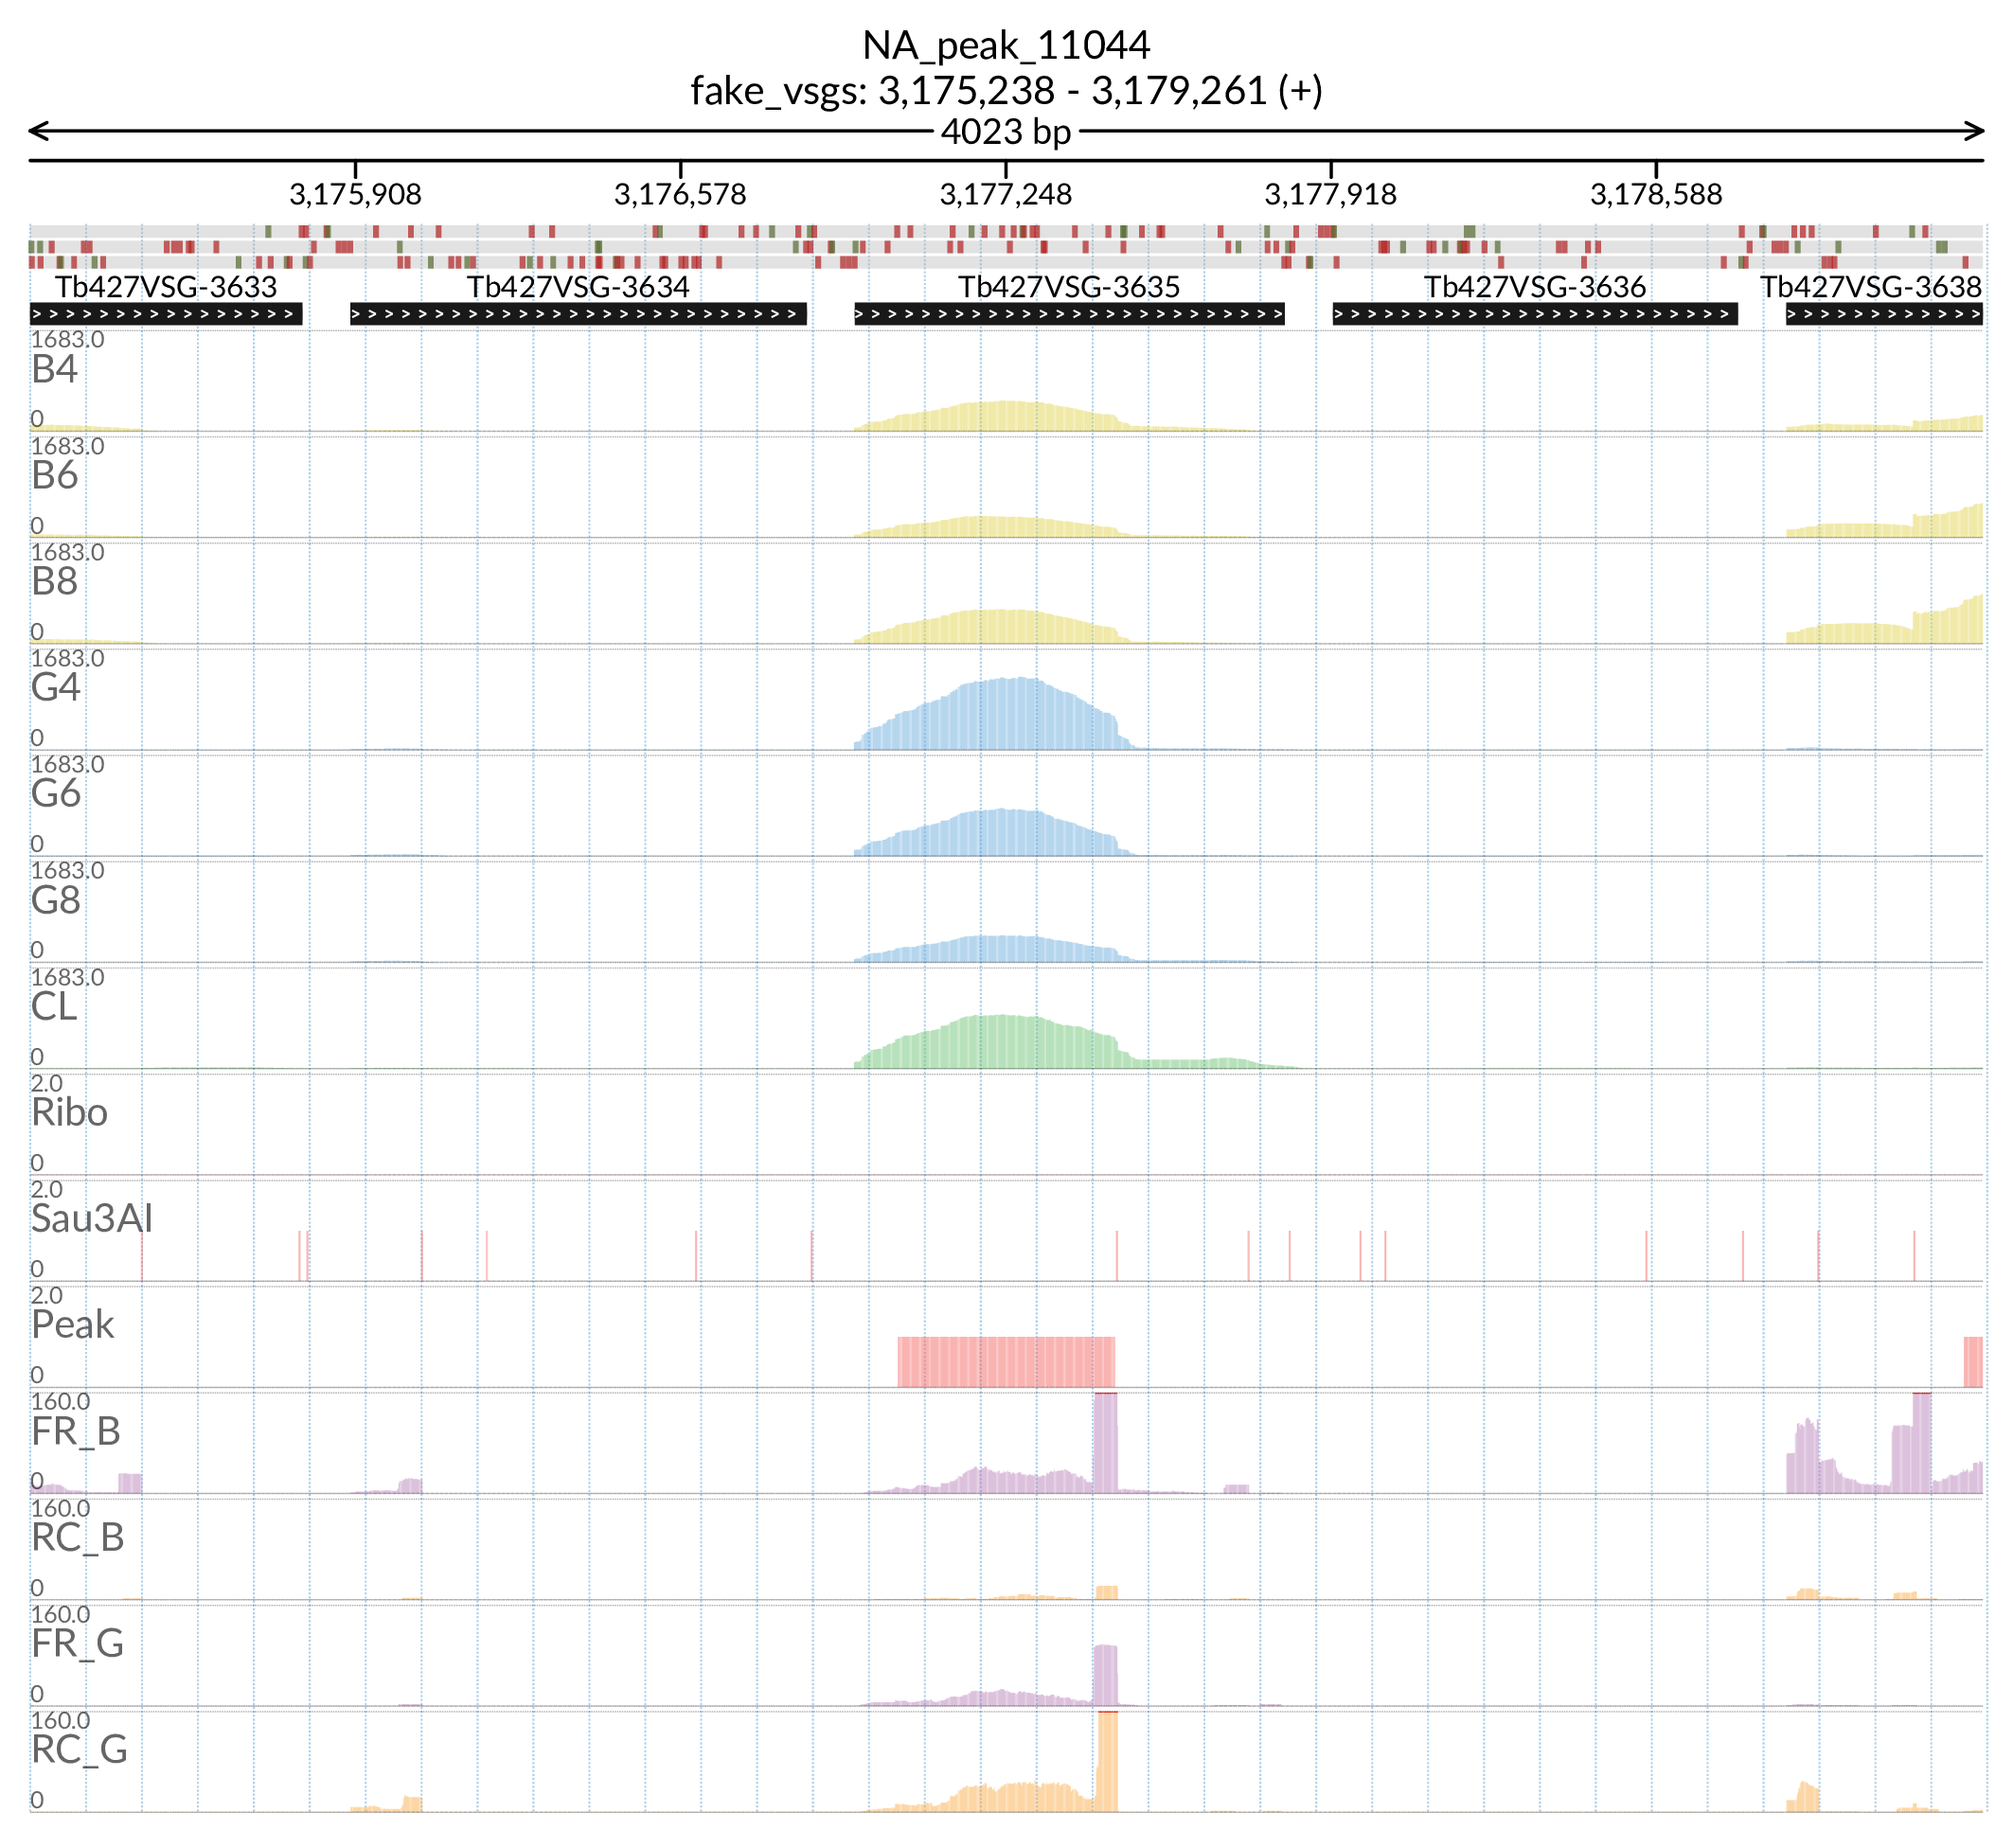 NA_peak_11044
fake_vsgs: 3,175,238 - 3,179,261 (+)
4023 bp
3,175,908 3,176,578 3,177,248 3,177,918 3,178,588
Tb427VSG-3633 Tb427VSG-3634 Tb427VSG-3635 Tb427VSG-3636 Tb427VSG-3638
1683.0
B4
0
1683.0
B6
0
1683.0
B8
0
1683.0
G4
0
1683.0
G6
0
1683.0
G8
0
1683.0
CL
0
2.0
Ribo
0
2.0
Sau3AI
0
2.0
Peak
0
160.0
FR_B
0
160.0
RC_B
0
160.0
FR_G
0
160.0
RC_G
0